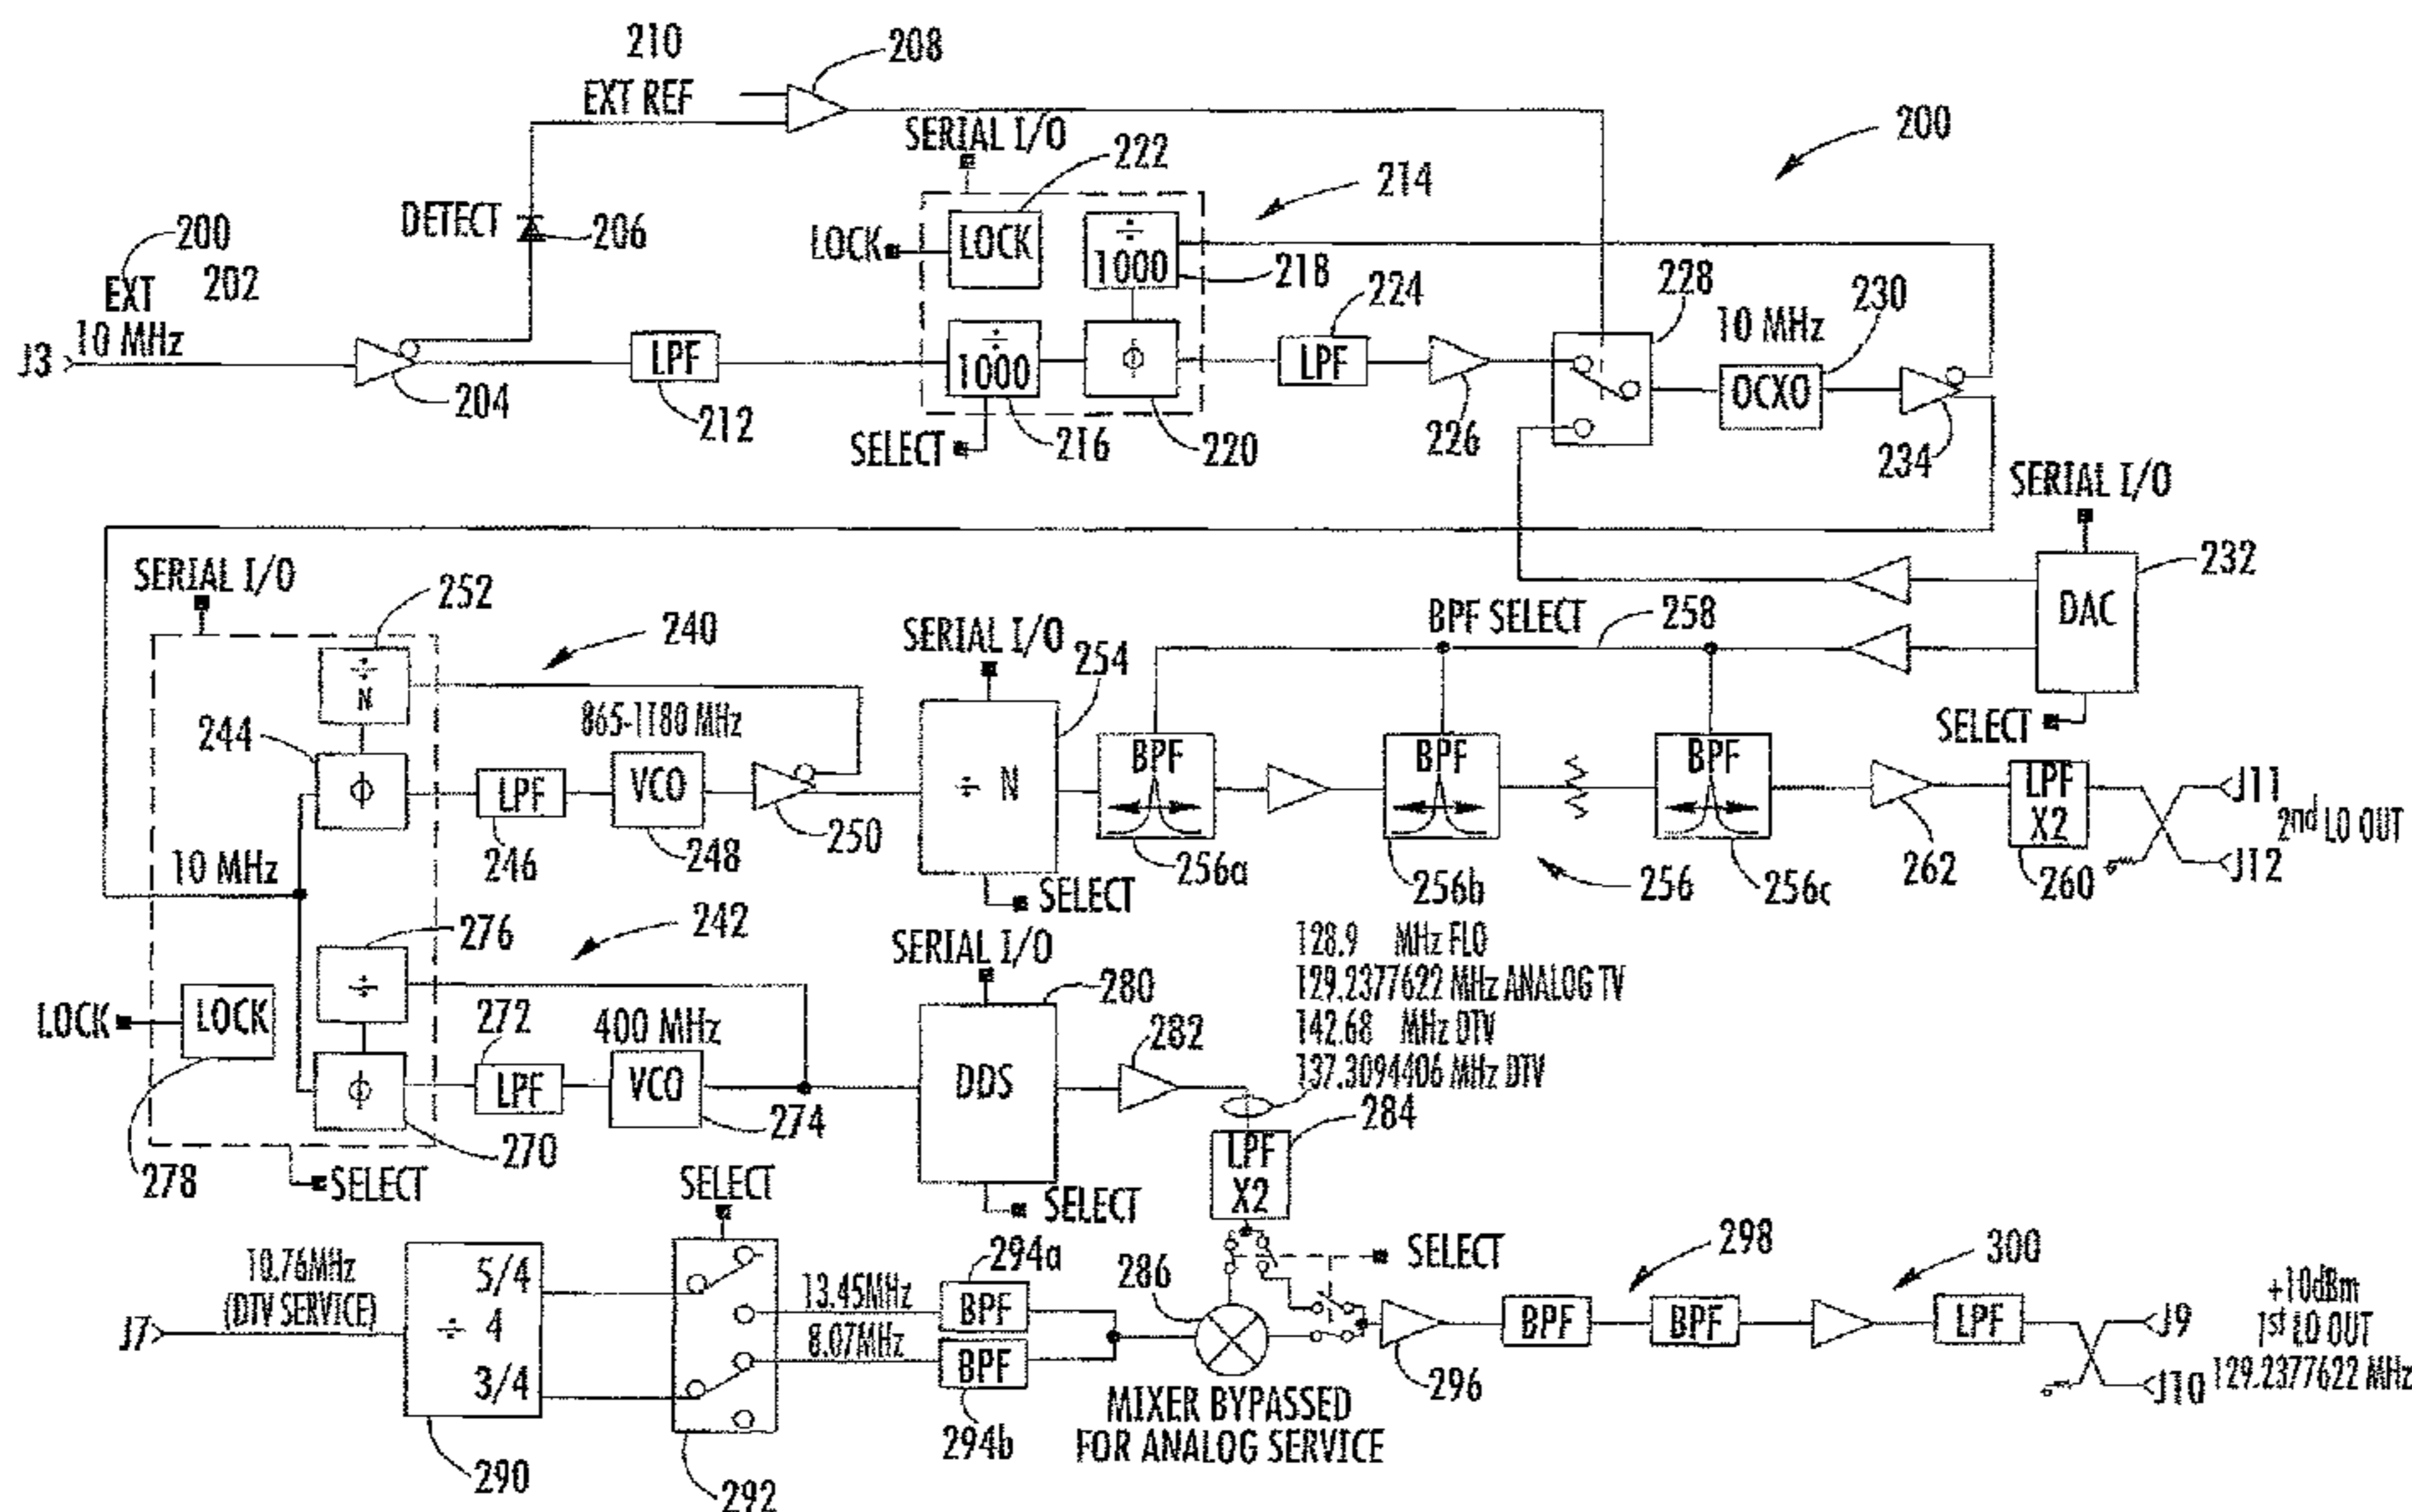 210
208
EXT REF
SERIAL I/O
222
200
214
200
DETECT
206
202
EXT
10 MHz
J3
LOCK
LOCK
÷
1000
218
224
228
230
10 MHz
LPF
÷
1000
Φ
LPF
OCXO
204
212
SELECT
216
220
226
234
SERIAL I/O
SERIAL I/O
252
240
SERIAL I/O
254
BPF SELECT
258
DAC
232
÷
N
865-1180 MHz
SELECT
244
Φ
LPF
VCO
÷ N
BPF
BPF
BPF
LPF
X2
J11
2nd LO OUT
J12
246
248
250
10 MHz
256a
256b
256
256c
262
260
SELECT
276
242
SERIAL I/O
128.9 MHz FLO
129.2377622 MHz ANALOG TV
142.68 MHz DTV
137.3094406 MHz DTV
÷
280
LOCK
LOCK
272
400 MHz
282
Φ
LPF
VCO
DDS
274
284
LPF
X2
278
270
SELECT
SELECT
SELECT
10.76MHz
(DTV SERVICE)
J7
5/4
÷ 4
3/4
13.45MHz
8.07MHz
294a
BPF
BPF
294b
286
SELECT
298
300
BPF
BPF
LPF
+10dBm
1st LO OUT
129.2377622 MHz
J9
J10
296
MIXER BYPASSED
FOR ANALOG SERVICE
290
292